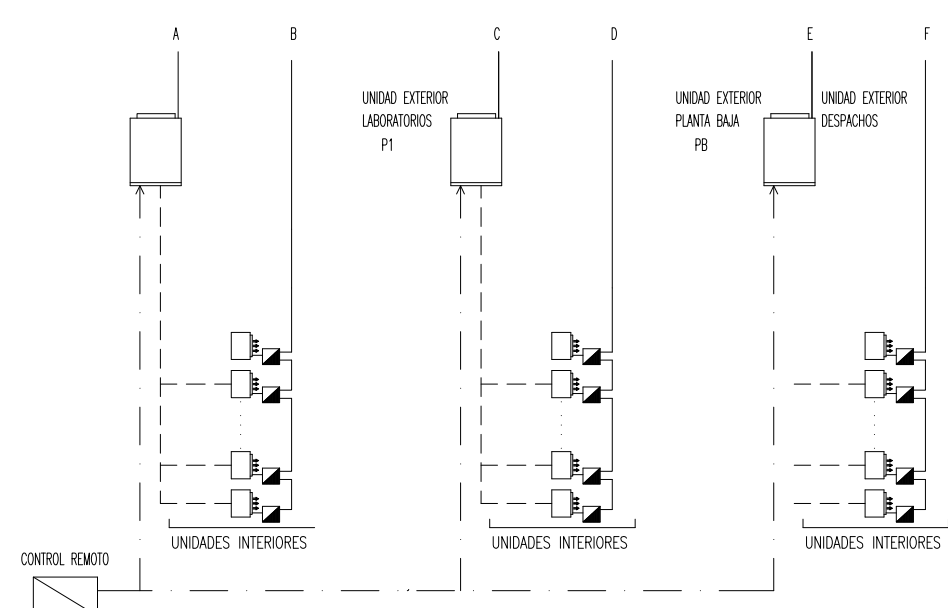 A
B
C
D
E
F
UNIDAD EXTERIOR
LABORATORIOS
P1
UNIDAD EXTERIOR
PLANTA BAJA
PB
UNIDAD EXTERIOR
DESPACHOS
UNIDADES INTERIORES
UNIDADES INTERIORES
UNIDADES INTERIORES
CONTROL REMOTO